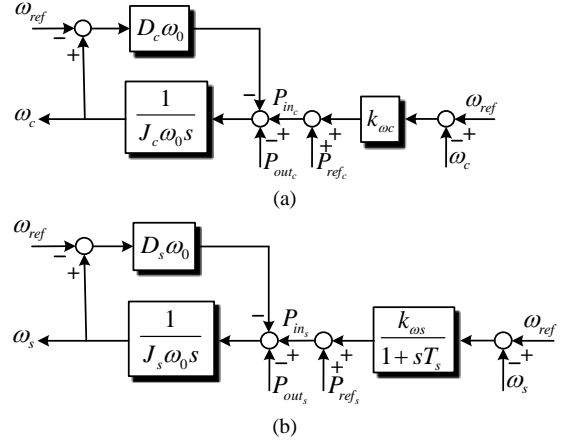 ω_ref
−
+
D_c ω_0
ω_c
1
J_c ω_0 s
−
P_in_c
− +
P_out_c
+ +
P_ref_c
k_ωc
ω_ref
− +
ω_c
(a)
ω_ref
−
+
D_s ω_0
ω_s
1
J_s ω_0 s
−
P_in_s
− +
P_out_s
+ +
P_ref_s
k_ωs
1 + sT_s
ω_ref
− +
ω_s
(b)